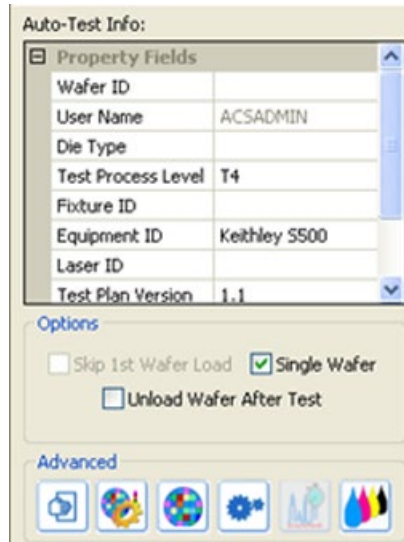 Auto-Test Info:
Property Fields
Wafer ID
User Name ACSADMIN
Die Type
Test Process Level T4
Fixture ID
Equipment ID Keithley S500
Laser ID
Test Plan Version 1.1
Options
Skip 1st Wafer Load Single Wafer
Unload Wafer After Test
Advanced